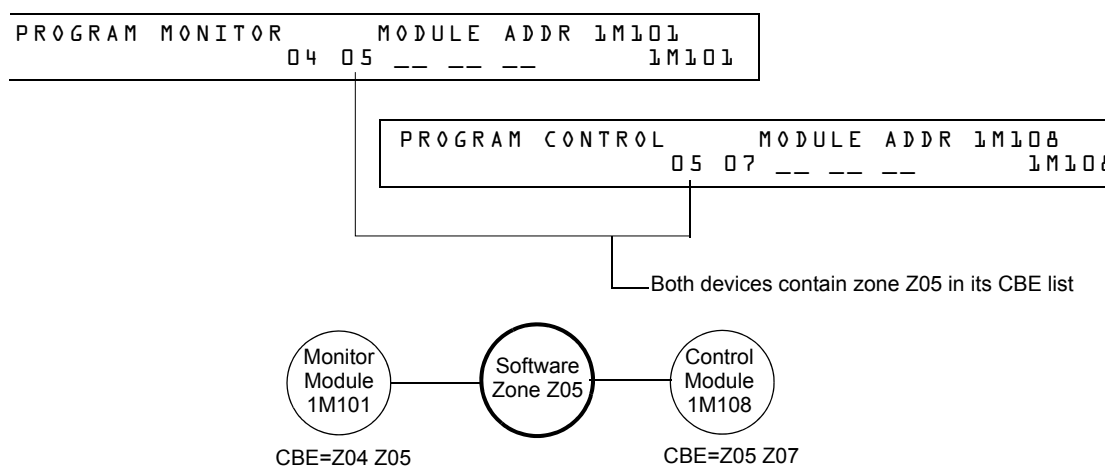 PROGRAM MONITOR MODULE ADDR 1M101
04 05 __ __ __ 1M101
PROGRAM CONTROL MODULE ADDR 1M108
05 07 __ __ __ 1M108
Both devices contain zone Z05 in its CBE list
Monitor
Module
1M101
Software
Zone Z05
Control
Module
1M108
CBE=Z04 Z05
CBE=Z05 Z07